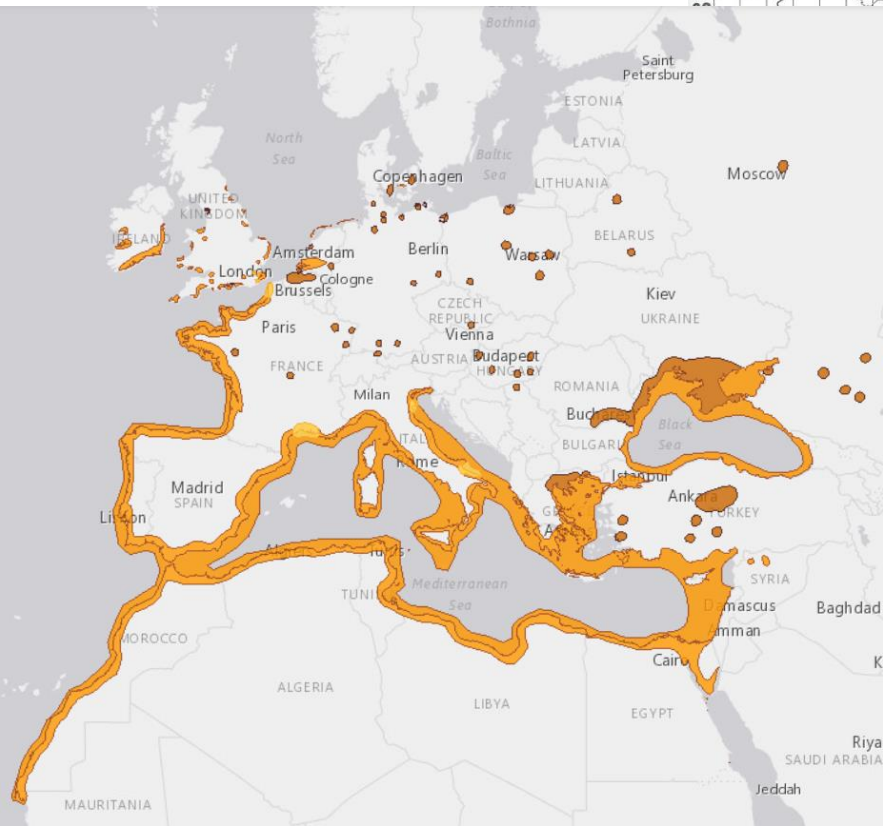 Bothnia
Saint
Petersburg
ESTONIA
North
Sea
LATVIA
Baltic
Sea
Copenhagen
Moscow
LITHUANIA
UNITED
KINGDOM
IRELAND
BELARUS
Amsterdam
Berlin
Warsaw
London
Cologne
Brussels
Kiev
UKRAINE
CZECH
REPUBLIC
Paris
Vienna
FRANCE
AUSTRIA
Budapest
HUNGARY
ROMANIA
Milan
Black
Sea
BULGARI
Rome
Istanbul
Madrid
SPAIN
Ankara
TURKEY
Lisbon
Mediterranean
Sea
SYRIA
TUNI
Damascus
Baghdad
Amman
MOROCCO
Cairo
K
ALGERIA
LIBYA
EGYPT
Riya
SAUDI ARABIA
Jeddah
MAURITANIA